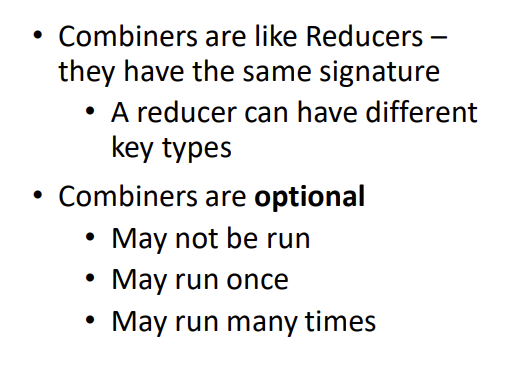 • Combiners are like Reducers –
they have the same signature
• A reducer can have different
key types
• Combiners are optional
• May not be run
• May run once
• May run many times